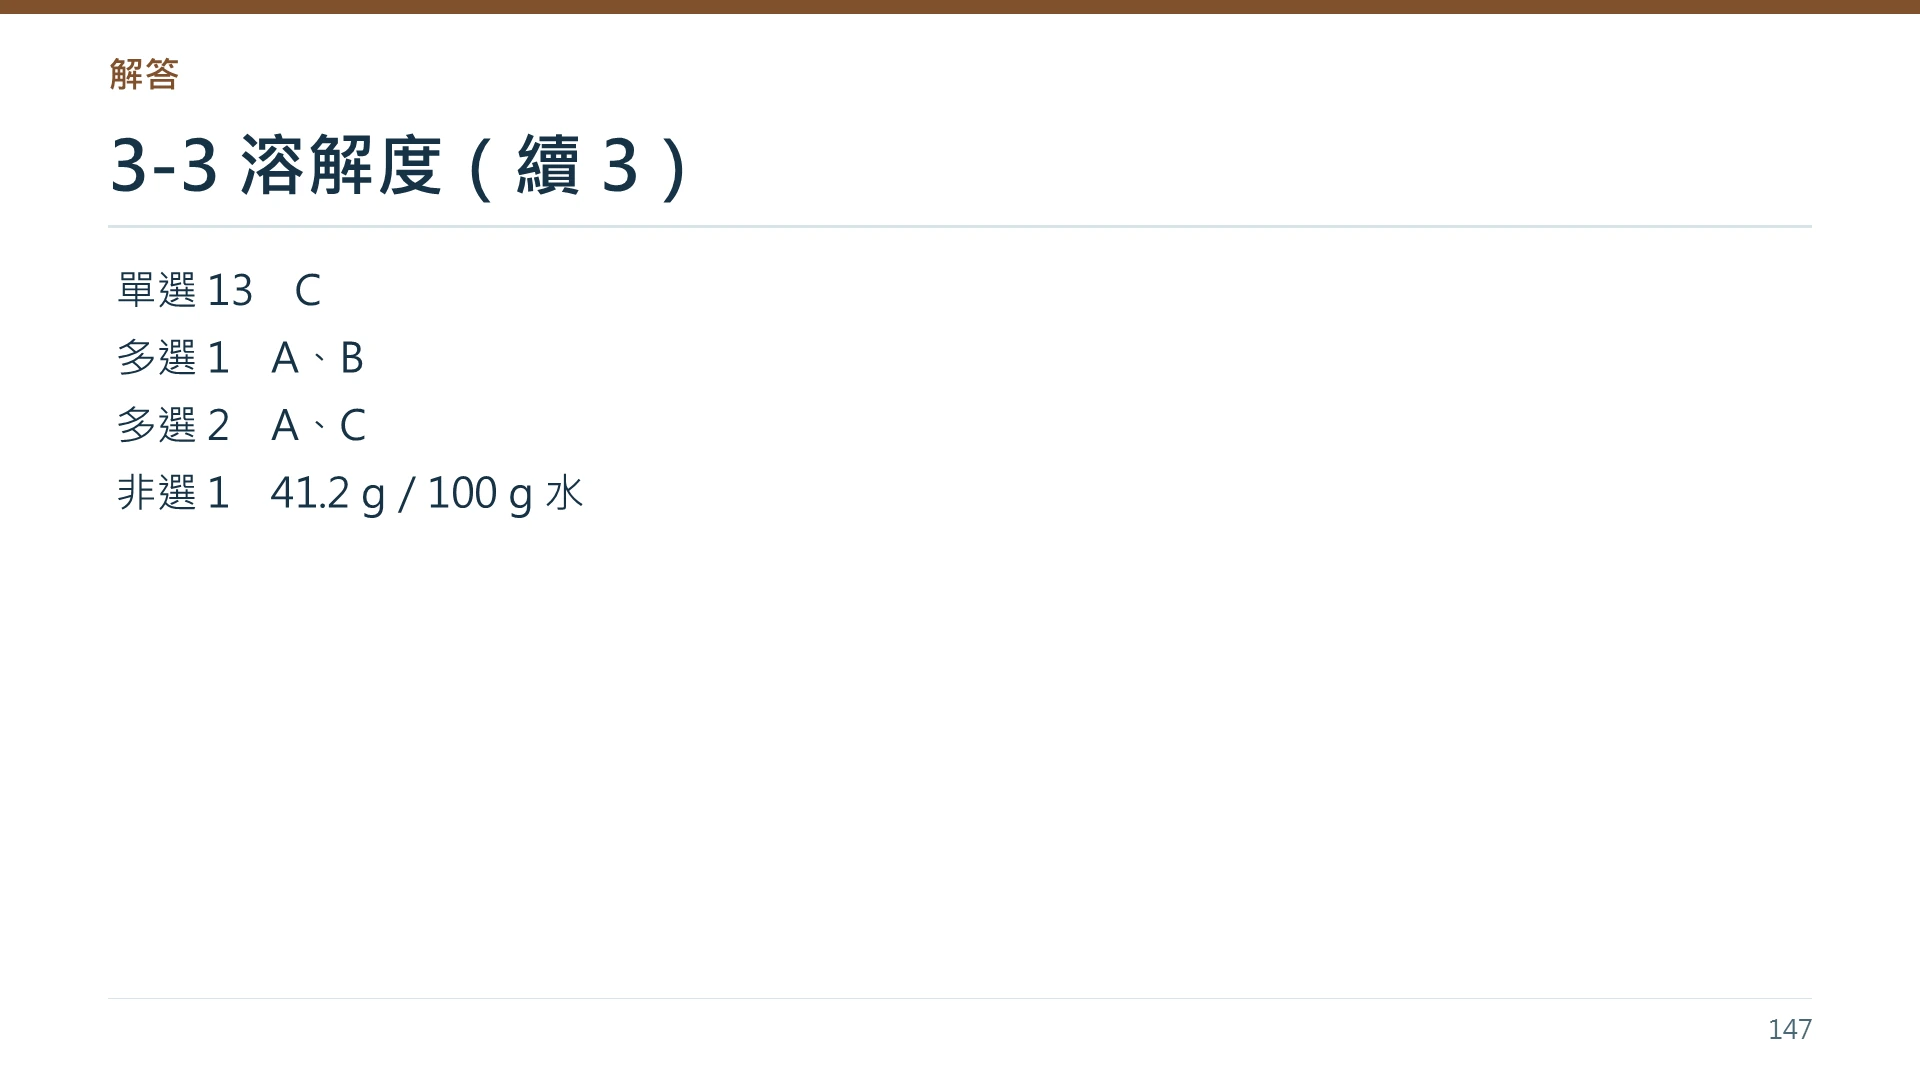 解答
3-3 溶解度（續 3）
單選 13　C
多選 1　A、B
多選 2　A、C
非選 1　41.2 g / 100 g 水
147